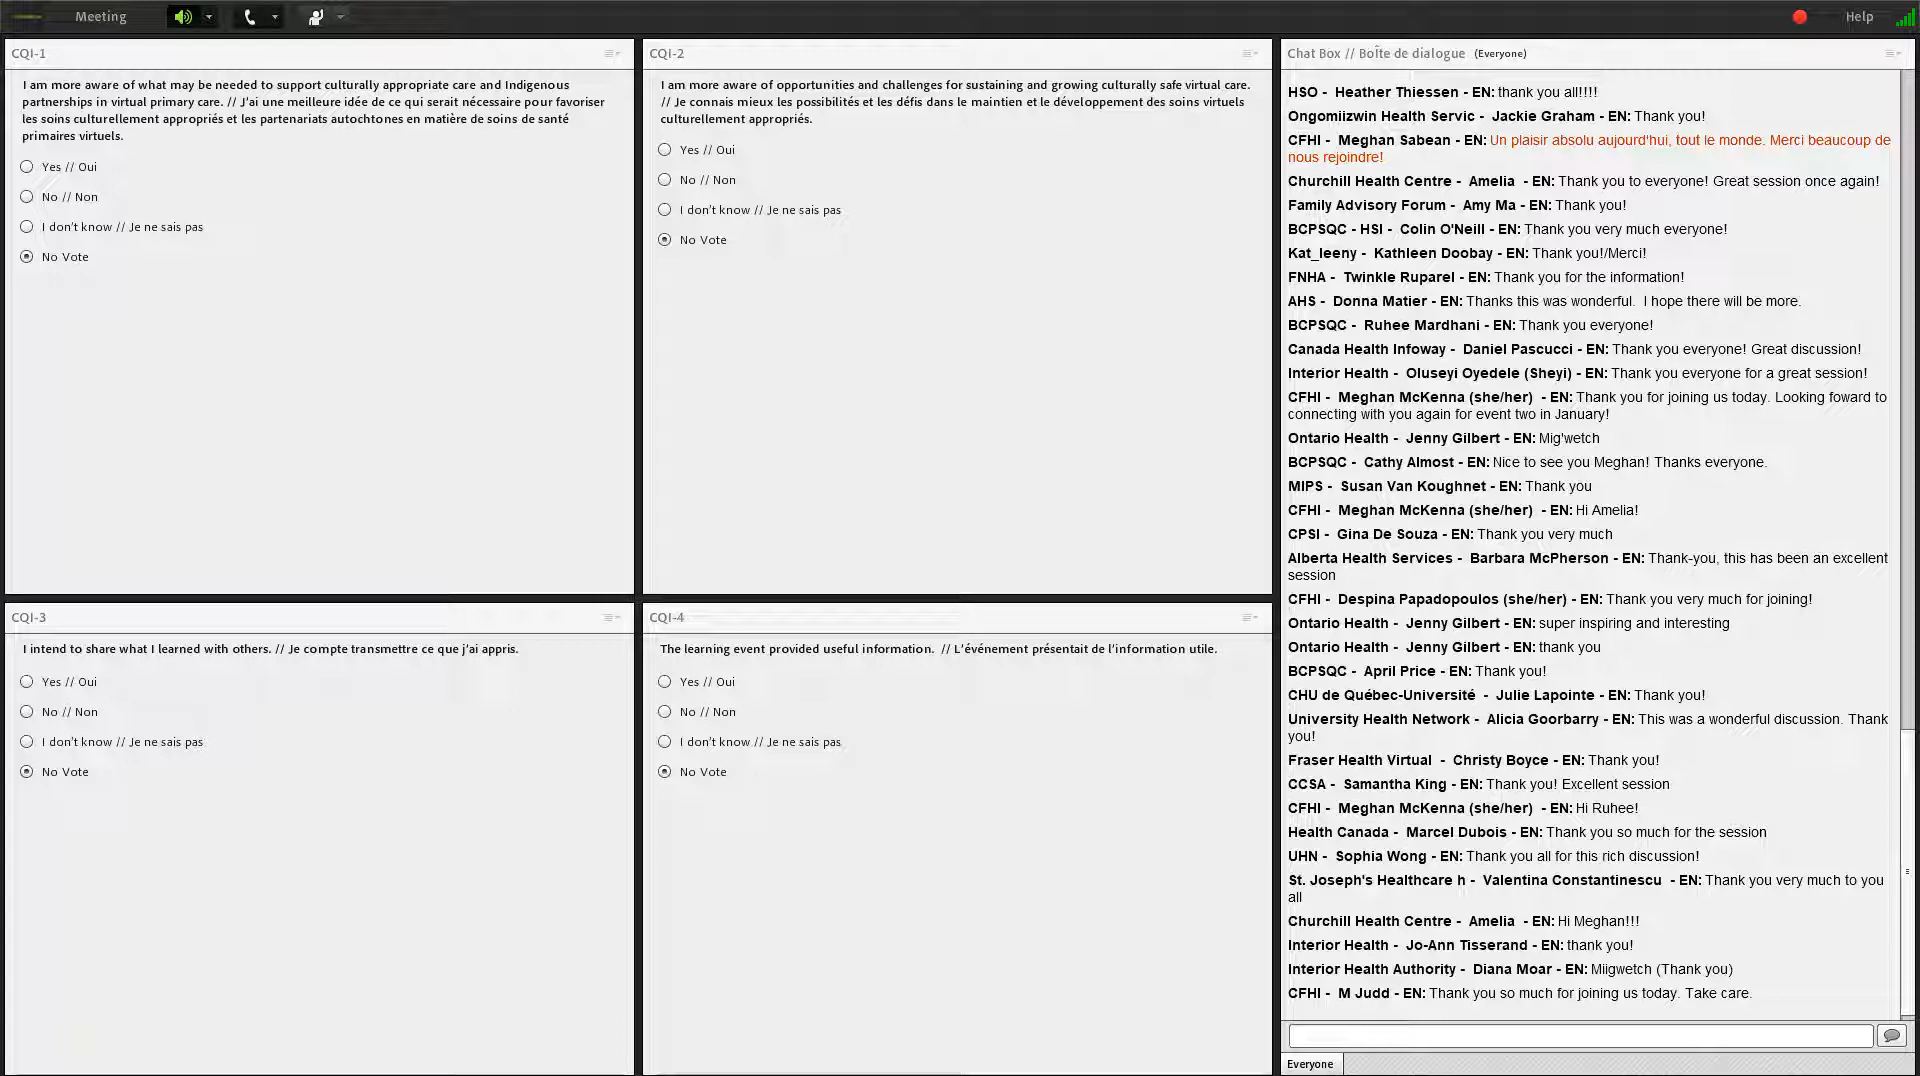 Meeting
Help
CQI-1
I am more aware of what may be needed to support culturally appropriate care and Indigenous
partnerships in virtual primary care. // J'ai une meilleure idée de ce qui serait nécessaire pour favoriser
les soins culturellement appropriés et les partenariats autochtones en matière de soins de santé
primaires virtuels.
Yes // Oui
No // Non
I don't know // Je ne sais pas
No Vote
CQI-2
I am more aware of opportunities and challenges for sustaining and growing culturally safe virtual care.
// Je connais mieux les possibilités et les défis dans le maintien et le développement des soins virtuels
culturellement appropriés.
Yes // Oui
No // Non
I don't know // Je ne sais pas
No Vote
CQI-3
I intend to share what I learned with others. // Je compte transmettre ce que j'ai appris.
Yes // Oui
No // Non
I don't know // Je ne sais pas
No Vote
CQI-4
The learning event provided useful information. // L'événement présentait de l'information utile.
Yes // Oui
No // Non
I don't know // Je ne sais pas
No Vote
Chat Box // Boîte de dialogue (Everyone)
HSO - Heather Thiessen - EN: thank you all!!!!
Ongomiizwin Health Servic - Jackie Graham - EN: Thank you!
CFHI - Meghan Sabean - EN: Un plaisir absolu aujourd'hui, tout le monde. Merci beaucoup de
nous rejoindre!
Churchill Health Centre - Amelia - EN: Thank you to everyone! Great session once again!
Family Advisory Forum - Amy Ma - EN: Thank you!
BCPSQC - HSI - Colin O'Neill - EN: Thank you very much everyone!
Kat_leeny - Kathleen Doobay - EN: Thank you!/Merci!
FNHA - Twinkle Ruparel - EN: Thank you for the information!
AHS - Donna Matier - EN: Thanks this was wonderful. I hope there will be more.
BCPSQC - Ruhee Mardhani - EN: Thank you everyone!
Canada Health Infoway - Daniel Pascucci - EN: Thank you everyone! Great discussion!
Interior Health - Oluseyi Oyedele (Sheyi) - EN: Thank you everyone for a great session!
CFHI - Meghan McKenna (she/her) - EN: Thank you for joining us today. Looking foward to
connecting with you again for event two in January!
Ontario Health - Jenny Gilbert - EN: Mig'wetch
BCPSQC - Cathy Almost - EN: Nice to see you Meghan! Thanks everyone.
MIPS - Susan Van Koughnet - EN: Thank you
CFHI - Meghan McKenna (she/her) - EN: Hi Amelia!
CPSI - Gina De Souza - EN: Thank you very much
Alberta Health Services - Barbara McPherson - EN: Thank-you, this has been an excellent
session
CFHI - Despina Papadopoulos (she/her) - EN: Thank you very much for joining!
Ontario Health - Jenny Gilbert - EN: super inspiring and interesting
Ontario Health - Jenny Gilbert - EN: thank you
BCPSQC - April Price - EN: Thank you!
CHU de Québec-Université - Julie Lapointe - EN: Thank you!
University Health Network - Alicia Goorbarry - EN: This was a wonderful discussion. Thank
you!
Fraser Health Virtual - Christy Boyce - EN: Thank you!
CCSA - Samantha King - EN: Thank you! Excellent session
CFHI - Meghan McKenna (she/her) - EN: Hi Ruhee!
Health Canada - Marcel Dubois - EN: Thank you so much for the session
UHN - Sophia Wong - EN: Thank you all for this rich discussion!
St. Joseph's Healthcare h - Valentina Constantinescu - EN: Thank you very much to you
all
Churchill Health Centre - Amelia - EN: Hi Meghan!!!
Interior Health - Jo-Ann Tisserand - EN: thank you!
Interior Health Authority - Diana Moar - EN: Miigwetch (Thank you)
CFHI - M Judd - EN: Thank you so much for joining us today. Take care.
Everyone